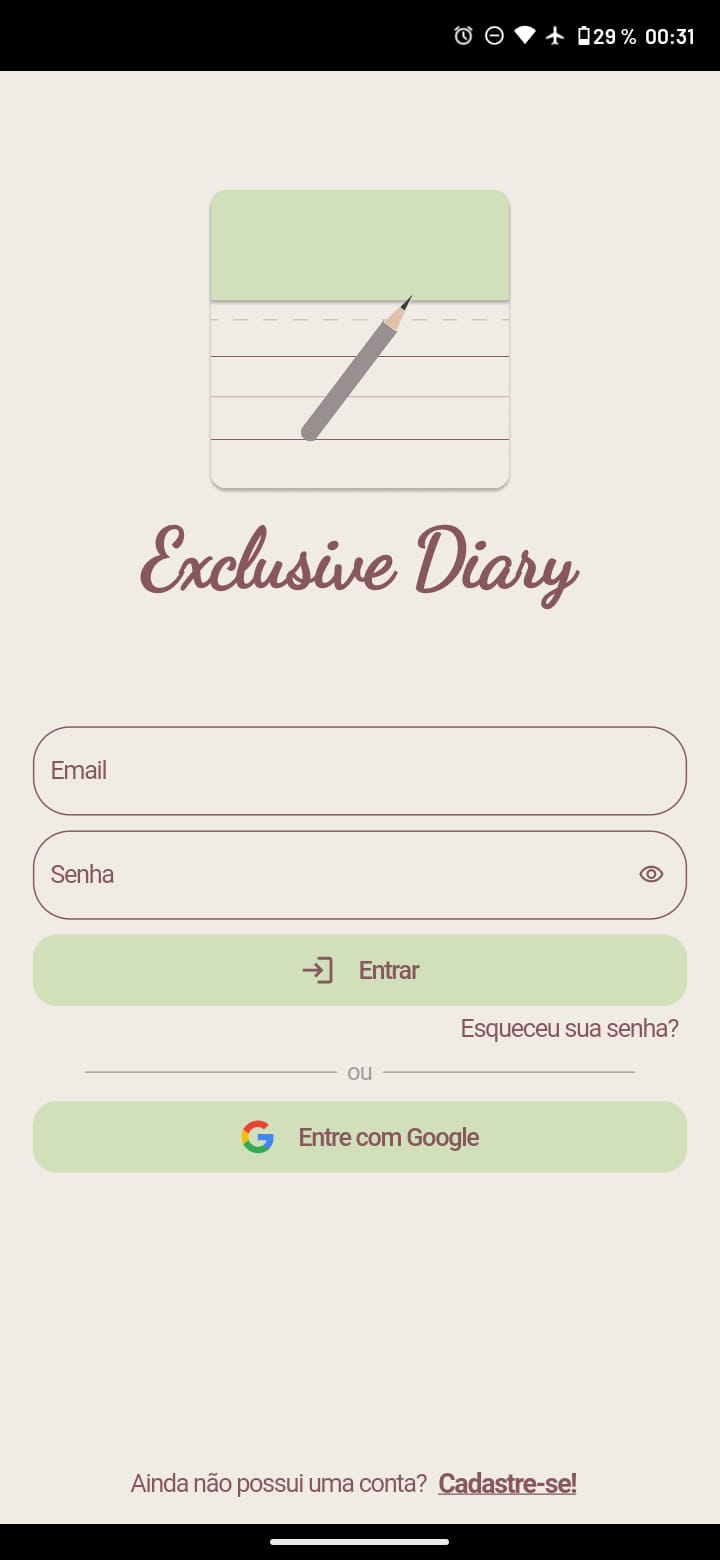 29 % 00:31
Exclusive Diary
Email
Senha
Entrar
Esqueceu sua senha?
ou
Entre com Google
Ainda não possui uma conta? Cadastre-se!